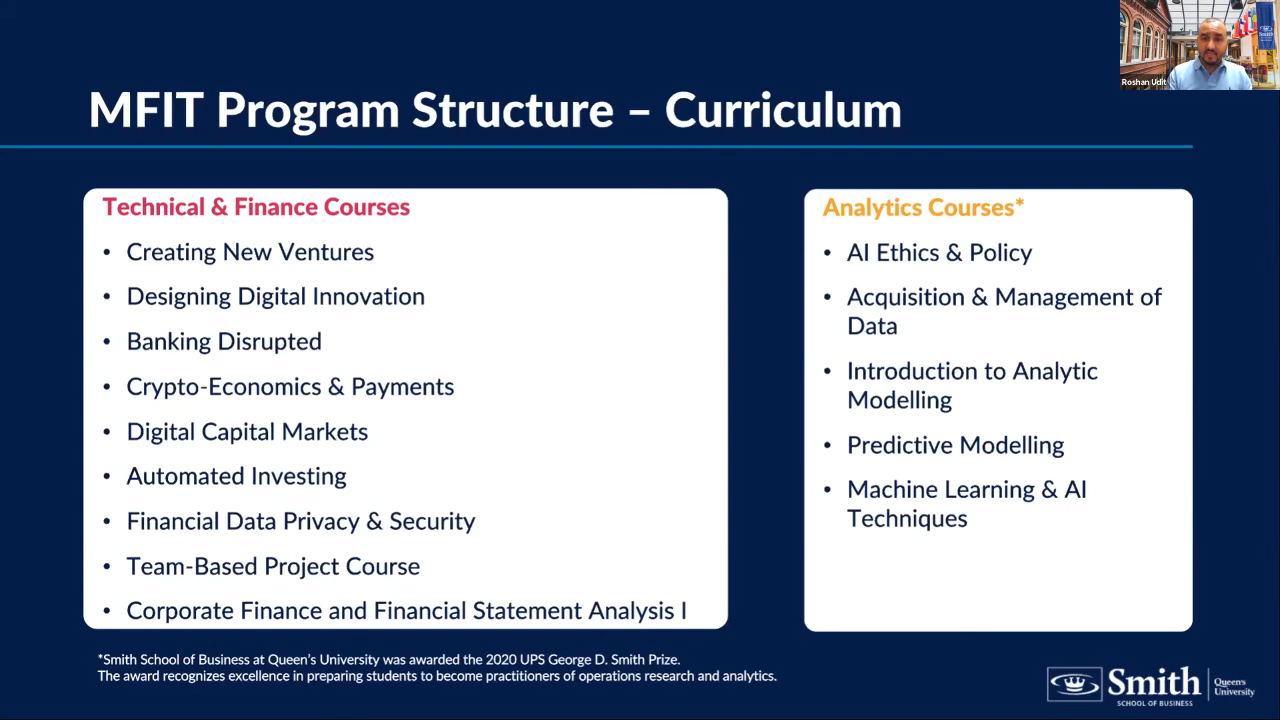 Roshan Udit
MFIT Program Structure – Curriculum
Technical & Finance Courses
• Creating New Ventures
• Designing Digital Innovation
• Banking Disrupted
• Crypto-Economics & Payments
• Digital Capital Markets
• Automated Investing
• Financial Data Privacy & Security
• Team-Based Project Course
• Corporate Finance and Financial Statement Analysis I
Analytics Courses*
• AI Ethics & Policy
• Acquisition & Management of
Data
• Introduction to Analytic
Modelling
• Predictive Modelling
• Machine Learning & AI
Techniques
*Smith School of Business at Queen's University was awarded the 2020 UPS George D. Smith Prize.
The award recognizes excellence in preparing students to become practitioners of operations research and analytics.
Smith
SCHOOL OF BUSINESS
Queen's
University